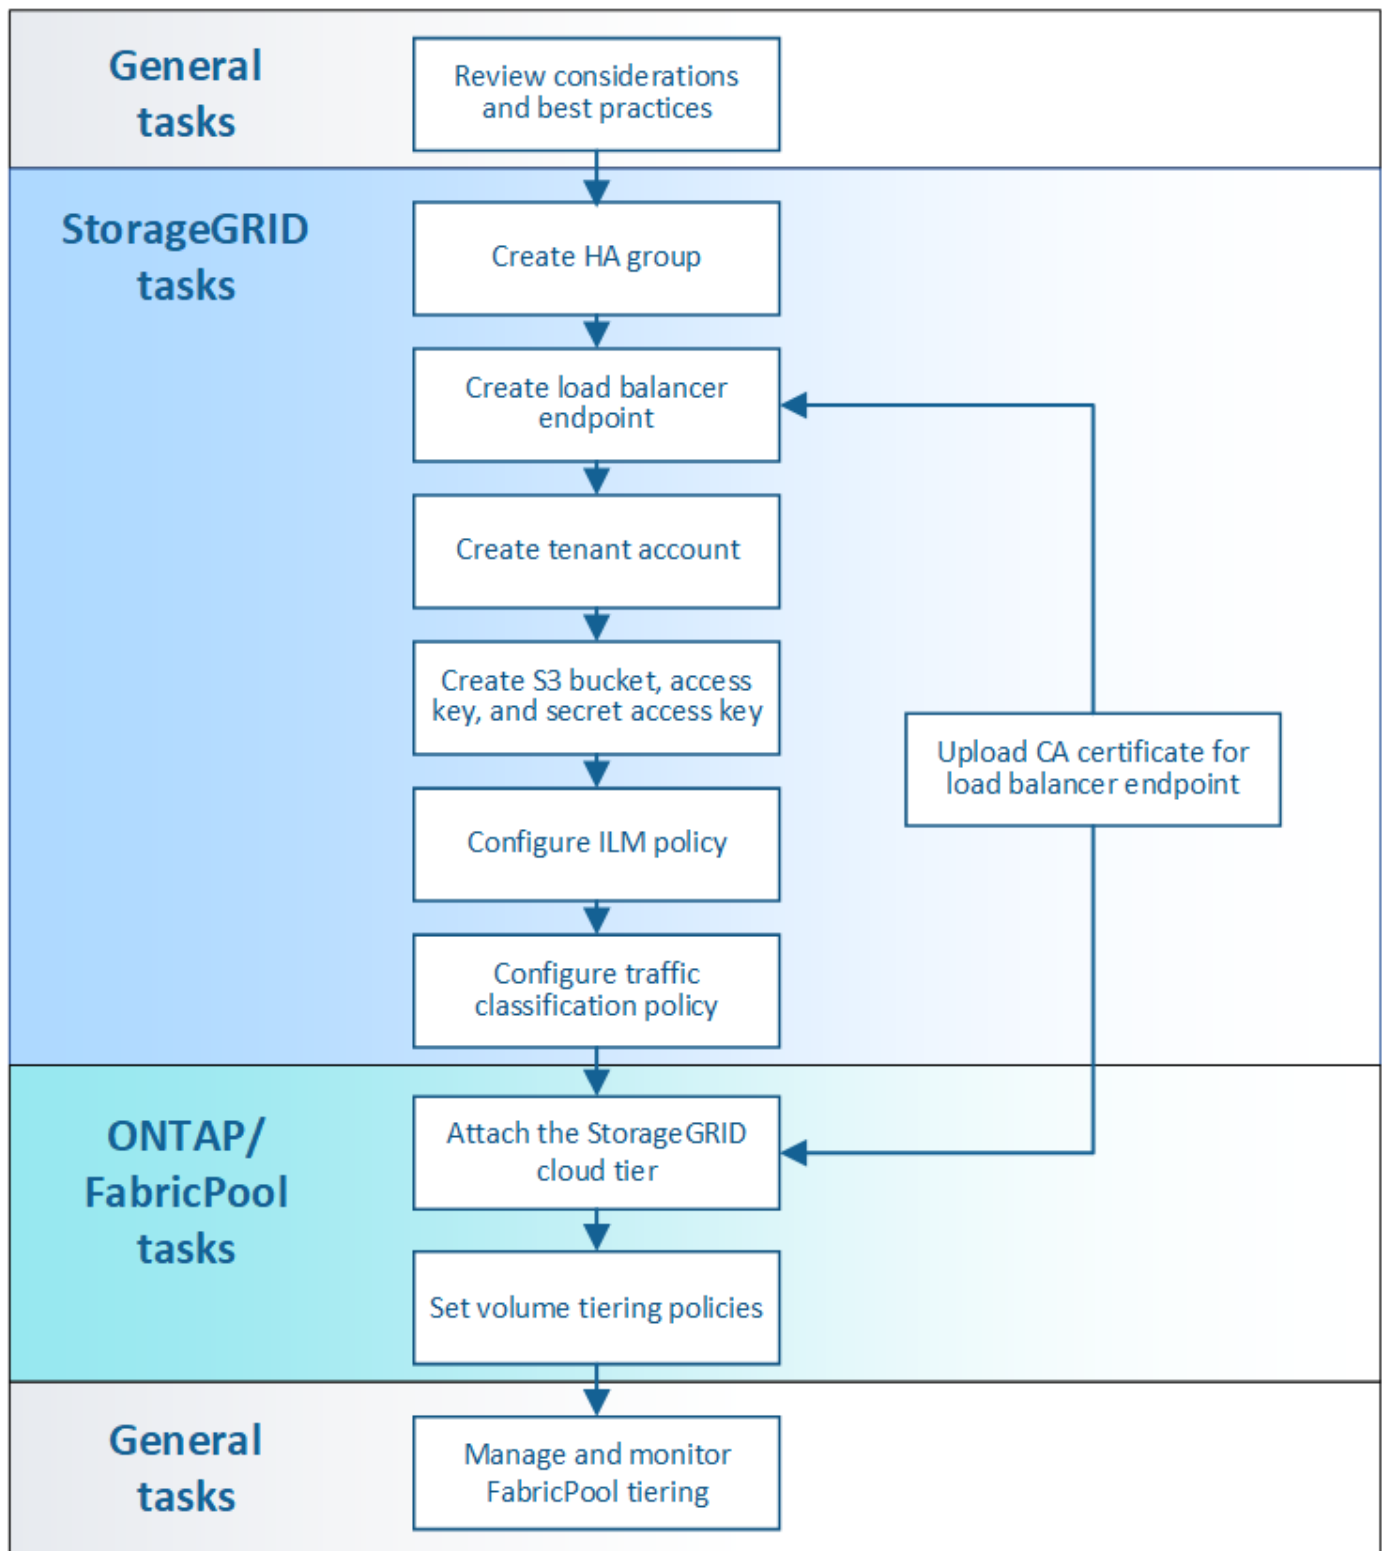 General
tasks
Review considerations
and best practices
StorageGRID
tasks
Create HA group
Create load balancer
endpoint
Create tenant account
Create S3 bucket, access
key, and secret access key
Upload CA certificate for
load balancer endpoint
Configure ILM policy
Configure traffic
classification policy
ONTAP/
FabricPool
tasks
Attach the StorageGRID
cloud tier
Set volume tiering policies
General
tasks
Manage and monitor
FabricPool tiering